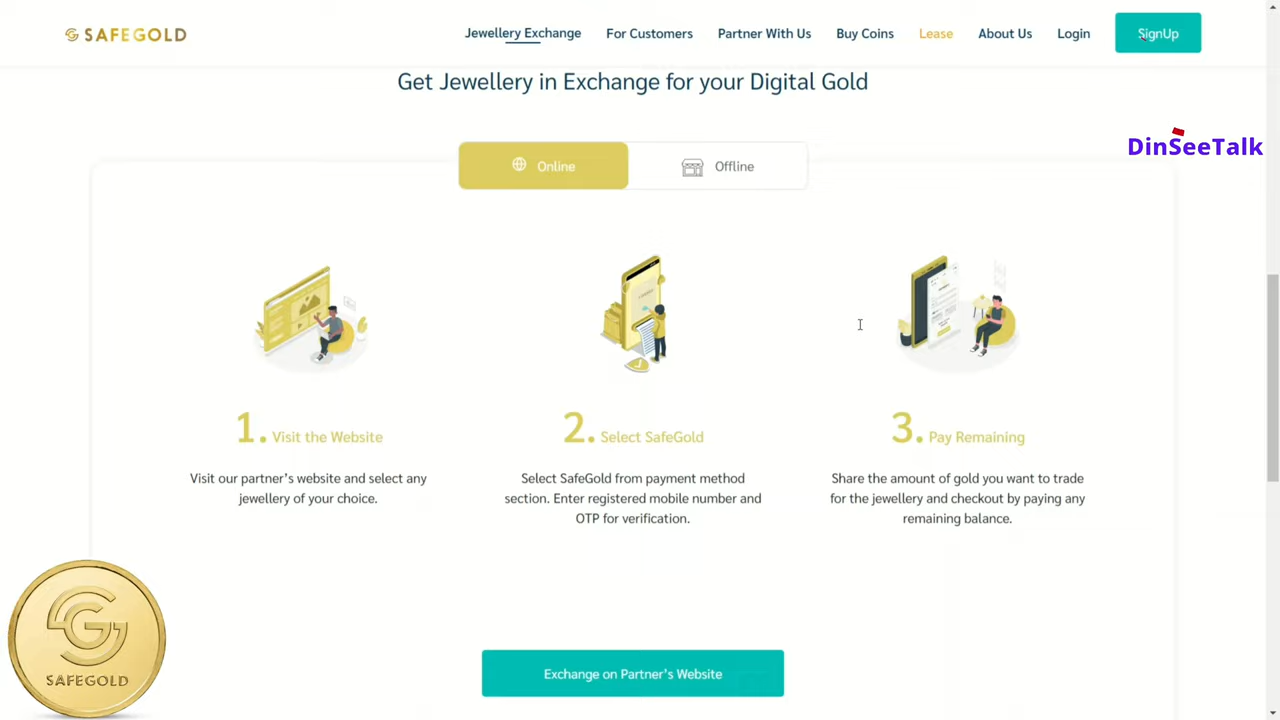 SAFEGOLD
Jewellery Exchange
For Customers
Partner With Us
Buy Coins
Lease
About Us
Login
SignUp
Get Jewellery in Exchange for your Digital Gold
DinSeeTalk
Online
Offline
1. Visit the Website
Visit our partner's website and select any
jewellery of your choice.
2. Select SafeGold
Select SafeGold from payment method
section. Enter registered mobile number and
OTP for verification.
3. Pay Remaining
Share the amount of gold you want to trade
for the jewellery and checkout by paying any
remaining balance.
SAFEGOLD
Exchange on Partner's Website